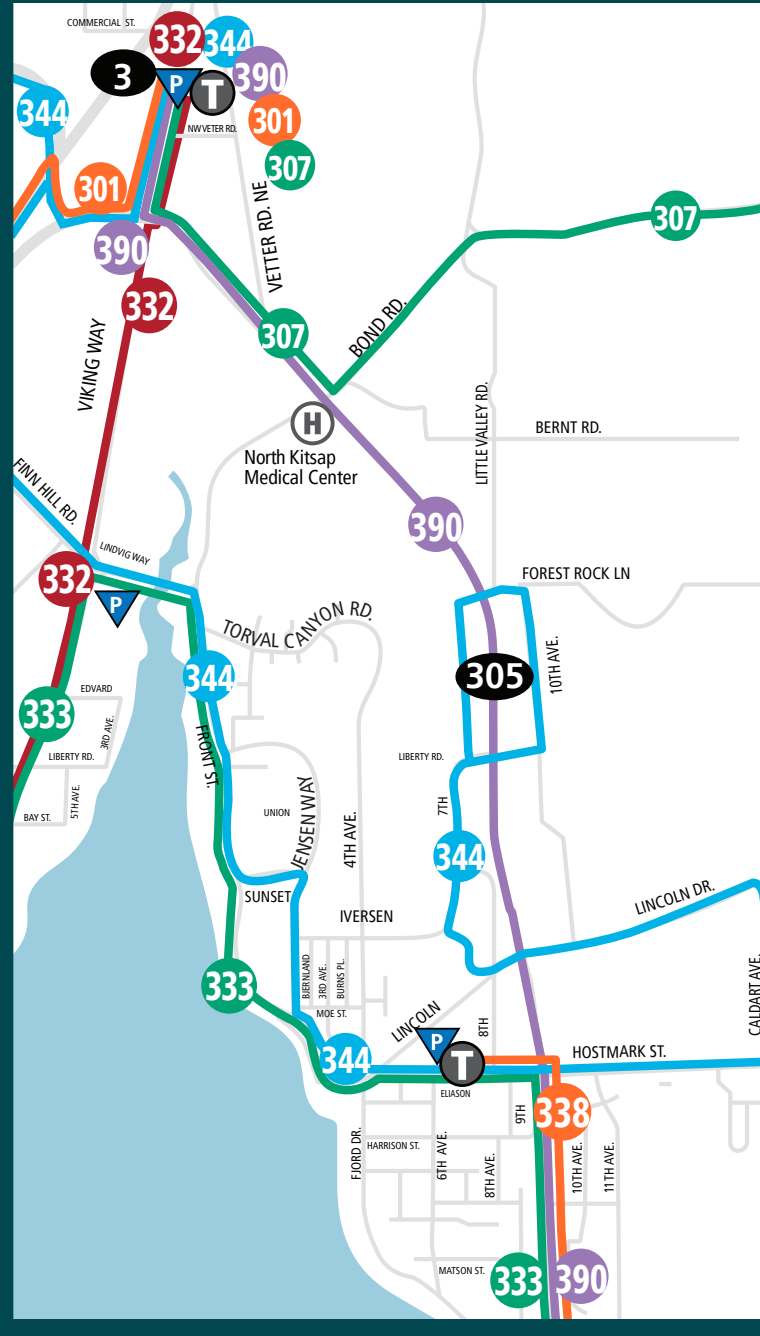 COMMERCIAL ST.
332
344
3
P
T
390
344
301
NW VETER RD.
307
301
VETTER RD. NE
307
390
332
307
BOND RD.
VIKING WAY
LITTLE VALLEY RD.
H
BERNT RD.
North Kitsap
Medical Center
FINN HILL RD.
390
LINDVIG WAY
332
P
FOREST ROCK LN
TORVAL CANYON RD.
344
305
10TH AVE.
EDVARD
333
3RD AVE.
FRONT ST.
LIBERTY RD.
LIBERTY RD.
5TH AVE.
BAY ST.
UNION
JENSEN WAY
4TH AVE.
7TH
344
SUNSET
IVERSEN
LINCOLN DR.
BJERNLAND
3RD AVE.
BURNS PL.
333
CALDART AVE.
MOE ST.
LINCOLN
8TH
P
T
344
HOSTMARK ST.
ELIASON
9TH
338
FJORD DR.
HARRISON ST.
6TH AVE.
8TH AVE.
10TH AVE.
11TH AVE.
MATSON ST.
333
390